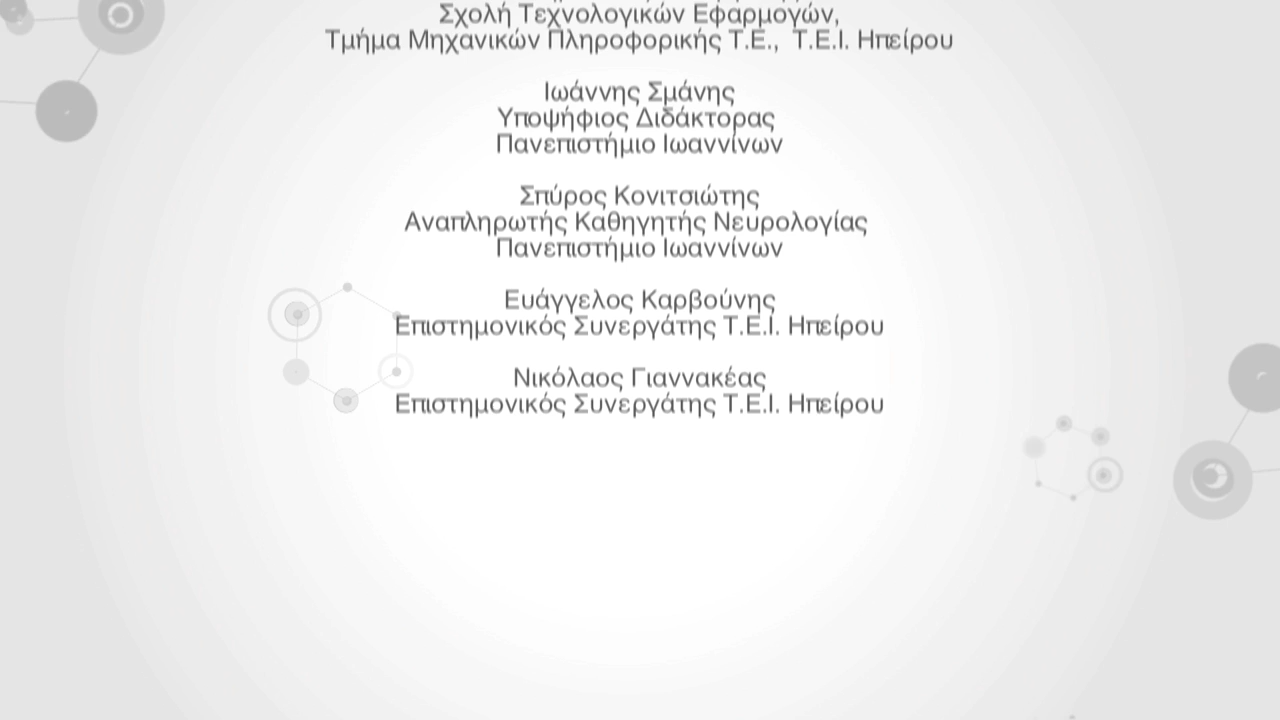 Σχολή Τεχνολογικών Εφαρμογών,
Τμήμα Μηχανικών Πληροφορικής Τ.Ε., Τ.Ε.Ι. Ηπείρου
Ιωάννης Σμάνης
Υποψήφιος Διδάκτορας
Πανεπιστήμιο Ιωαννίνων
Σπύρος Κονιτσιώτης
Αναπληρωτής Καθηγητής Νευρολογίας
Πανεπιστήμιο Ιωαννίνων
Ευάγγελος Καρβούνης
Επιστημονικός Συνεργάτης Τ.Ε.Ι. Ηπείρου
Νικόλαος Γιαννακέας
Επιστημονικός Συνεργάτης Τ.Ε.Ι. Ηπείρου